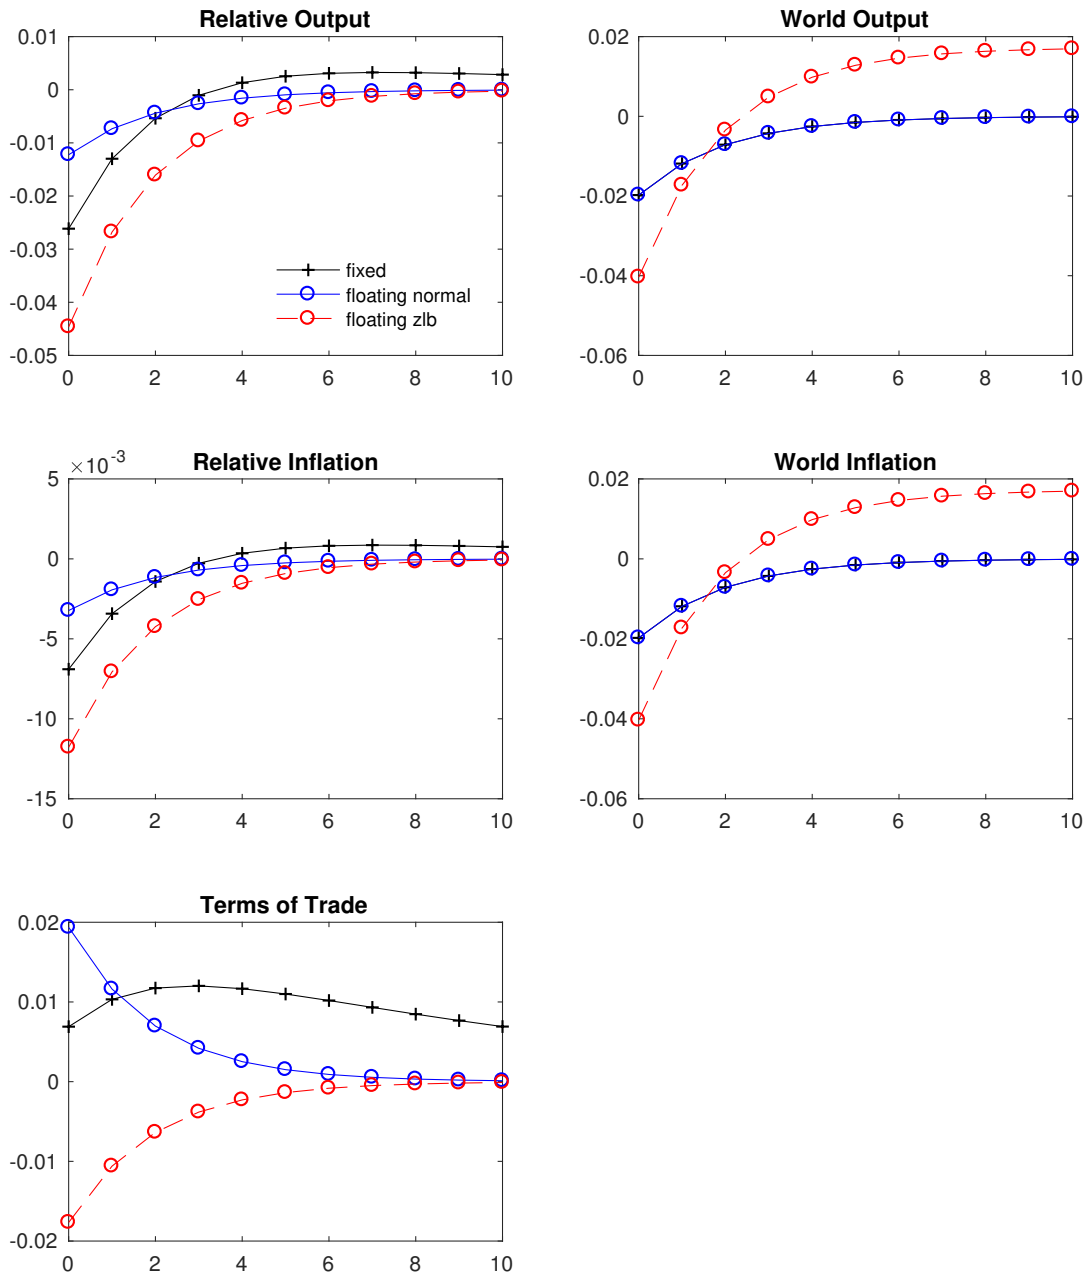 Relative Output
0.01
0
-0.01
-0.02
-0.03
-0.04
-0.05
0 2 4 6 8 10
fixed
floating normal
floating zlb
World Output
0.02
0
-0.02
-0.04
-0.06
0 2 4 6 8 10
Relative Inflation
×10-3
5
0
-5
-10
-15
0 2 4 6 8 10
World Inflation
0.02
0
-0.02
-0.04
-0.06
0 2 4 6 8 10
Terms of Trade
0.02
0.01
0
-0.01
-0.02
0 2 4 6 8 10